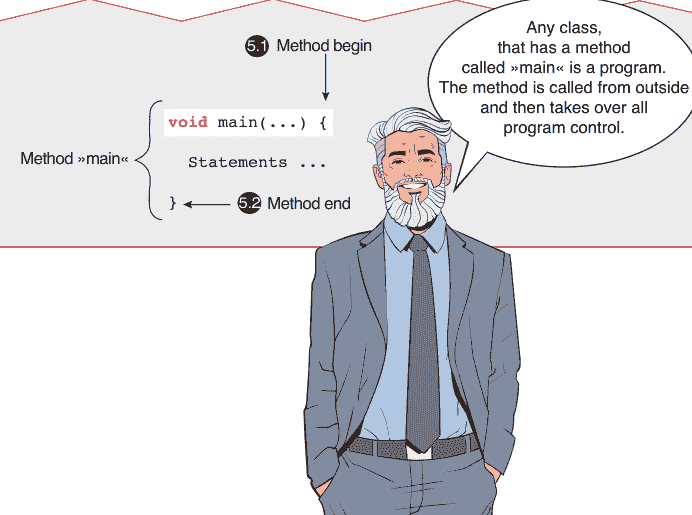 5.1 Method begin
Any class,
that has a method
called »main« is a program.
The method is called from outside
and then takes over all
program control.
void main(...) {
Method »main«
Statements ...
} 5.2 Method end